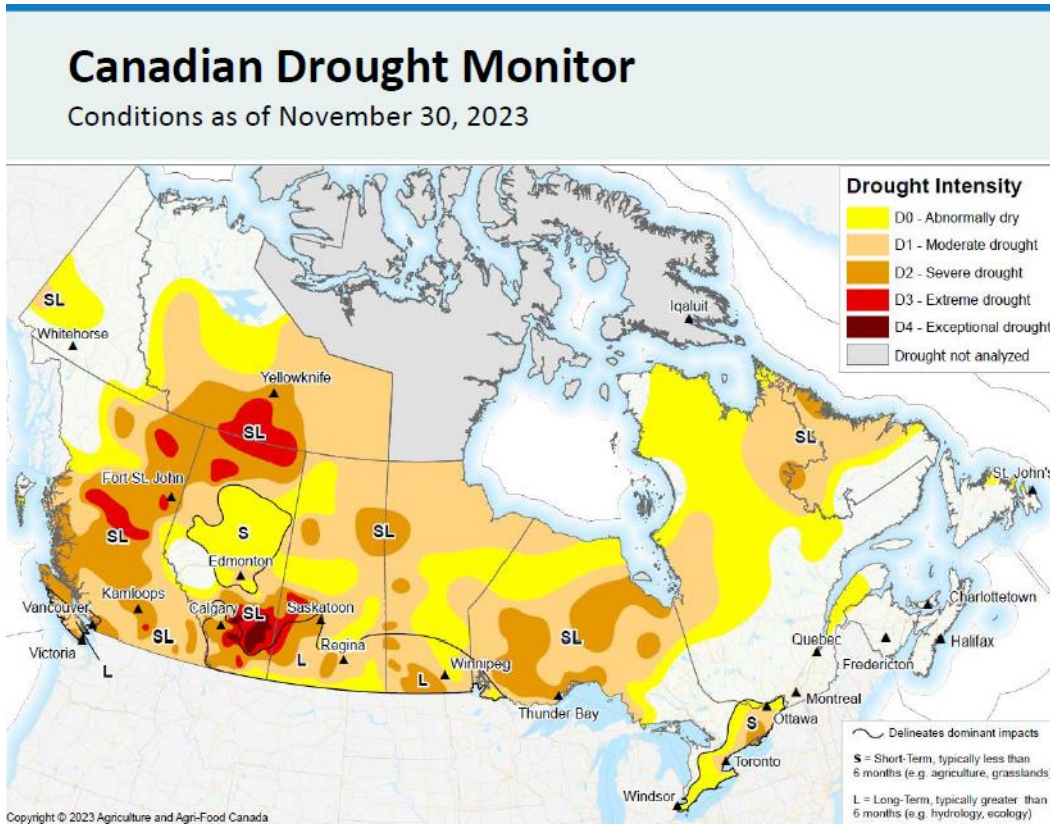 Canadian Drought Monitor
Conditions as of November 30, 2023
Drought Intensity
D0 - Abnormally dry
D1 - Moderate drought
D2 - Severe drought
D3 - Extreme drought
D4 - Exceptional drought
Drought not analyzed
Iqaluit
SL
Whitehorse
Yellowknife
SL
SL
Fort St. John
St. John's
SL
S
SL
Edmonton
Kamloops
Calgary
SL
Saskatoon
Vancouver
SL
Regina
L
Victoria
L
L
Winnipeg
SL
Thunder Bay
Charlottetown
Quebec
Halifax
Fredericton
Montreal
Ottawa
S
Toronto
Windsor
Delineates dominant impacts
S = Short-Term, typically less than
6 months (e.g. agriculture, grasslands)
L = Long-Term, typically greater than
6 months (e.g. hydrology, ecology)
Copyright © 2023 Agriculture and Agri-Food Canada